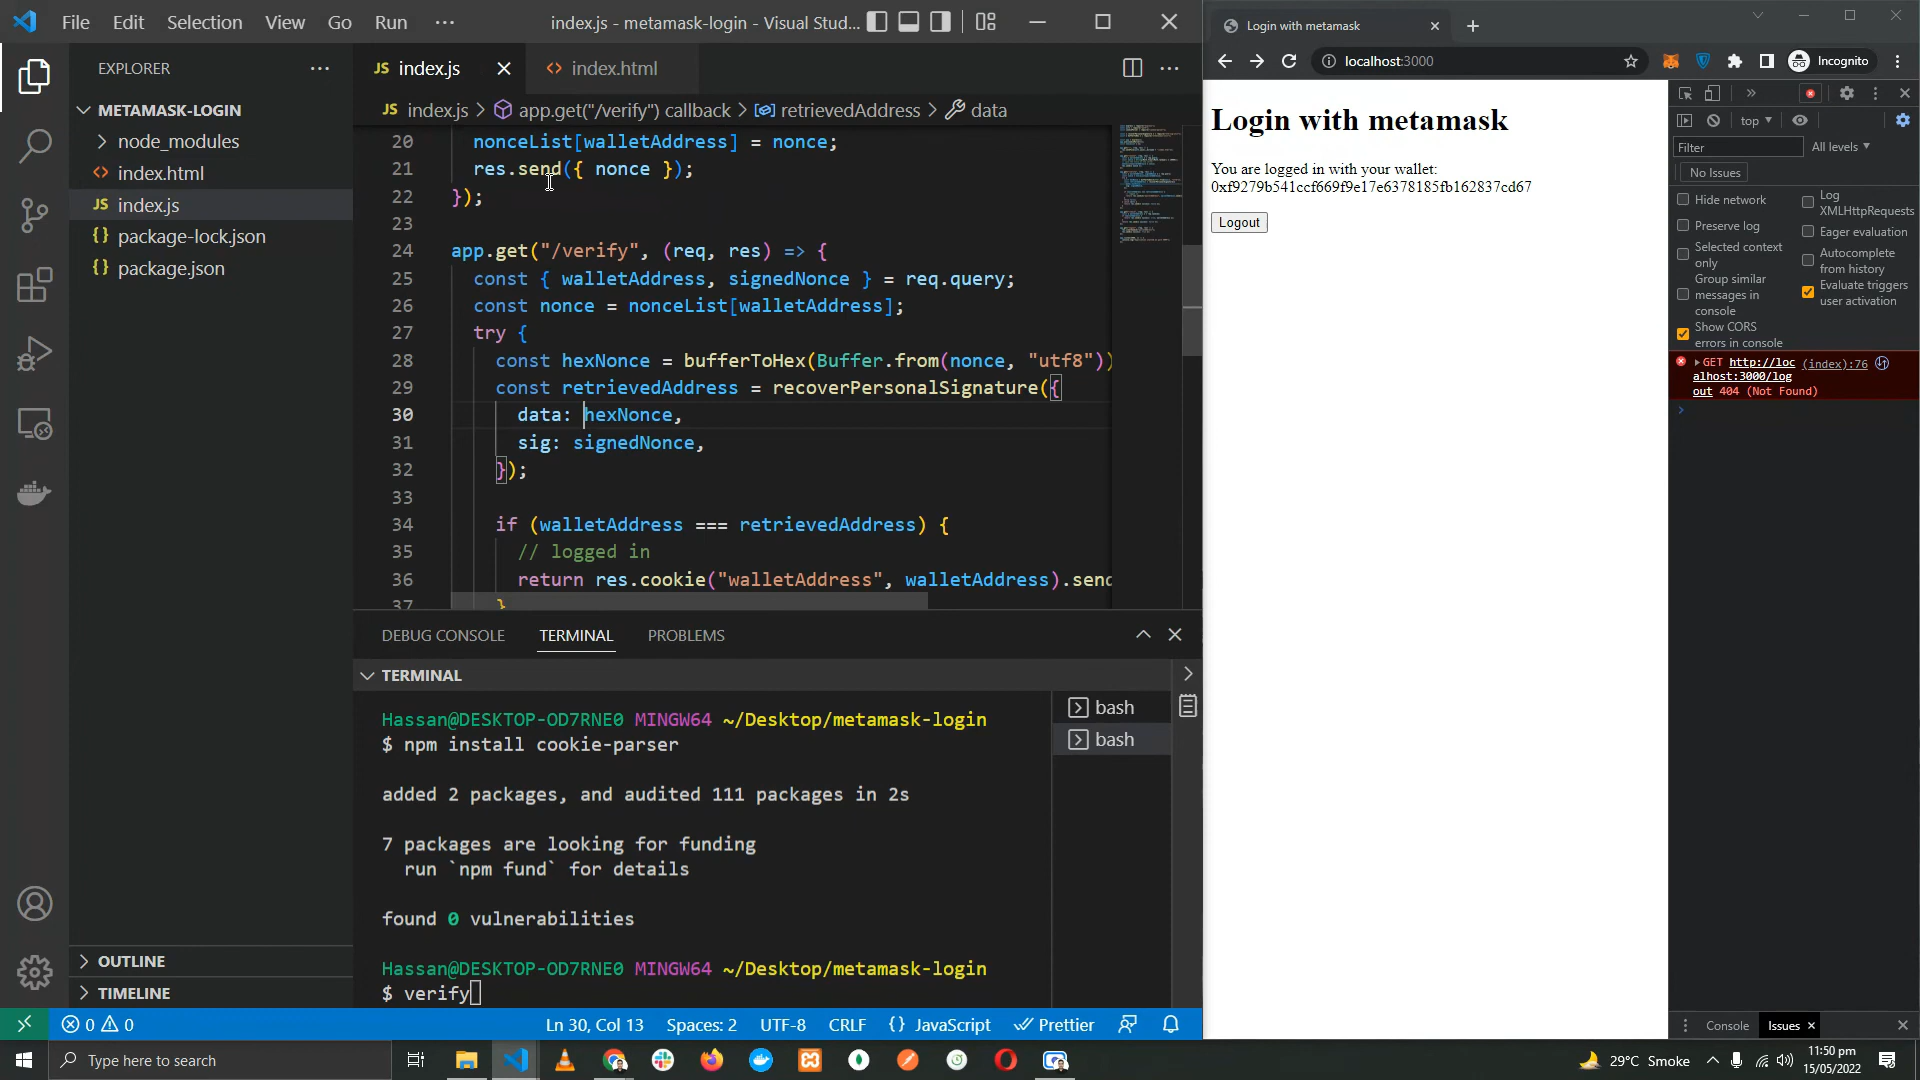 File Edit Selection View Go Run ··· index.js - metamask-login - Visual Stud...
EXPLORER ···
METAMASK-LOGIN
node_modules
index.html
JS index.js
{} package-lock.json
{} package.json
OUTLINE
TIMELINE
JS index.js
<> index.html
JS index.js > app.get("/verify") callback > retrievedAddress > data
20 nonceList[walletAddress] = nonce;
21 res.send({ nonce });
22 });
23
24 app.get("/verify", (req, res) => {
25 const { walletAddress, signedNonce } = req.query;
26 const nonce = nonceList[walletAddress];
27 try {
28 const hexNonce = bufferToHex(Buffer.from(nonce, "utf8"))
29 const retrievedAddress = recoverPersonalSignature({
30 data: hexNonce,
31 sig: signedNonce,
32 });
33
34 if (walletAddress === retrievedAddress) {
35 // logged in
36 return res.cookie("walletAddress", walletAddress).send
37 }
DEBUG CONSOLE TERMINAL PROBLEMS
TERMINAL
Hassan@DESKTOP-OD7RNE0 MINGW64 ~/Desktop/metamask-login
$ npm install cookie-parser
added 2 packages, and audited 111 packages in 2s
7 packages are looking for funding
run `npm fund` for details
found 0 vulnerabilities
Hassan@DESKTOP-OD7RNE0 MINGW64 ~/Desktop/metamask-login
$ verify
bash
bash
0 0 Ln 30, Col 13 Spaces: 2 UTF-8 CRLF {} JavaScript Prettier
Login with metamask
localhost:3000 Incognito
Login with metamask
You are logged in with your wallet:
0xf9279b541ccf669f9e17e6378185fb162837cd67
Logout
top
Filter All levels
No Issues
Hide network
Preserve log
Selected context
only
Group similar
messages in
console
Show CORS
errors in console
Log
XMLHttpRequests
Eager evaluation
Autocomplete
from history
Evaluate triggers
user activation
GET http://loc (index):76
alhost:3000/log
out 404 (Not Found)
Console Issues
Type here to search
29°C Smoke
11:50 pm
15/05/2022